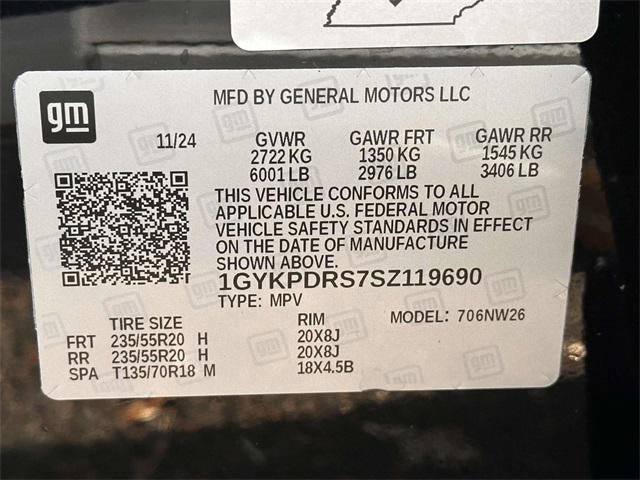 gm
MFD BY GENERAL MOTORS LLC
11/24 GVWR GAWR FRT GAWR RR
2722 KG 1350 KG 1545 KG
6001 LB 2976 LB 3406 LB
THIS VEHICLE CONFORMS TO ALL
APPLICABLE U.S. FEDERAL MOTOR
VEHICLE SAFETY STANDARDS IN EFFECT
ON THE DATE OF MANUFACTURE
SHOWN ABOVE.
1GYKPDRS7SZ119690
TYPE: MPV
TIRE SIZE RIM MODEL: 706NW26
FRT 235/55R20 H 20X8J
RR 235/55R20 H 20X8J
SPA T135/70R18 M 18X4.5B